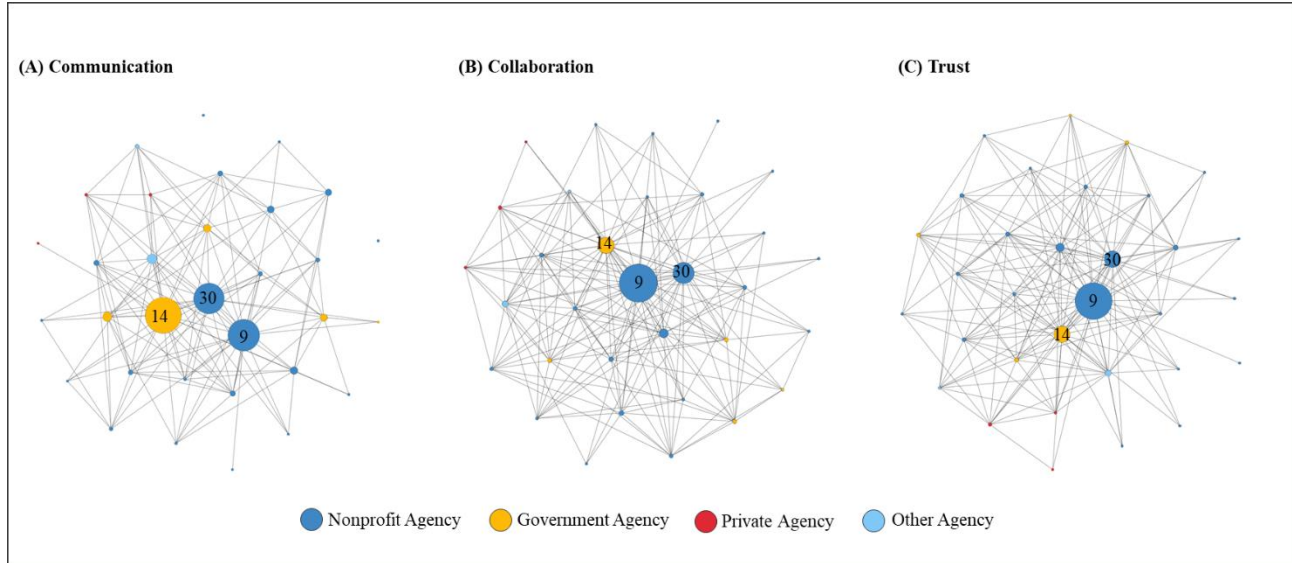 (A) Communication
(B) Collaboration
(C) Trust
14
30
9
14
30
9
30
9
14
Nonprofit Agency
Government Agency
Private Agency
Other Agency